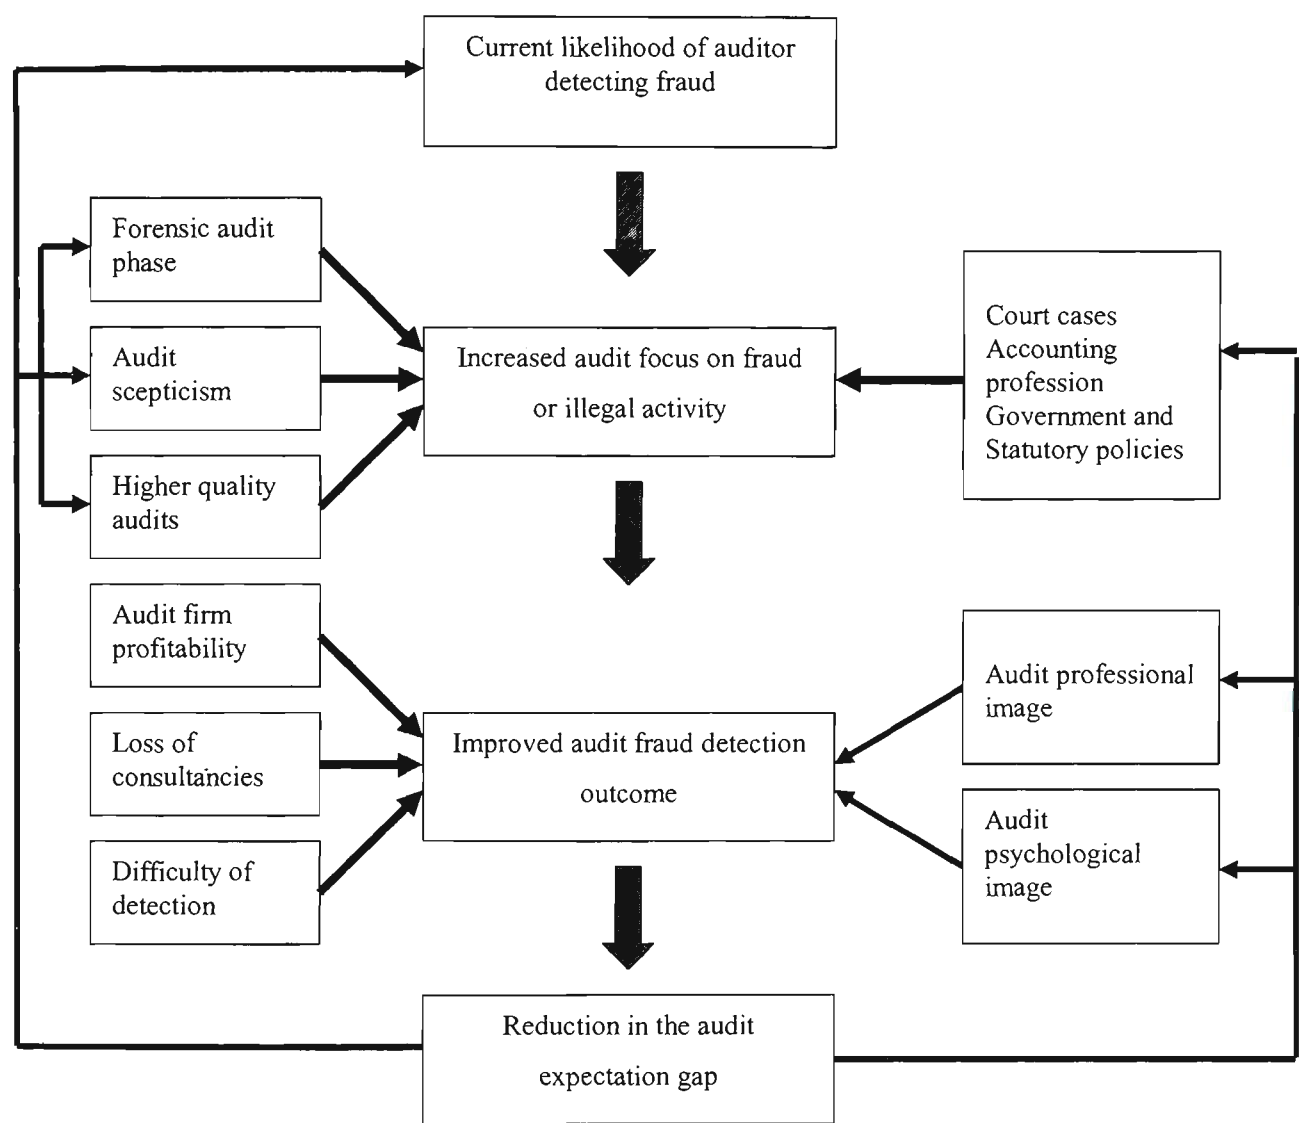 Current likelihood of auditor
detecting fraud
Forensic audit
phase
Audit
scepticism
Higher quality
audits
Increased audit focus on fraud
or illegal activity
Court cases
Accounting
profession
Government and
Statutory policies
Audit firm
profitability
Loss of
consultancies
Difficulty of
detection
Improved audit fraud detection
outcome
Audit professional
image
Audit
psychological
image
Reduction in the audit
expectation gap